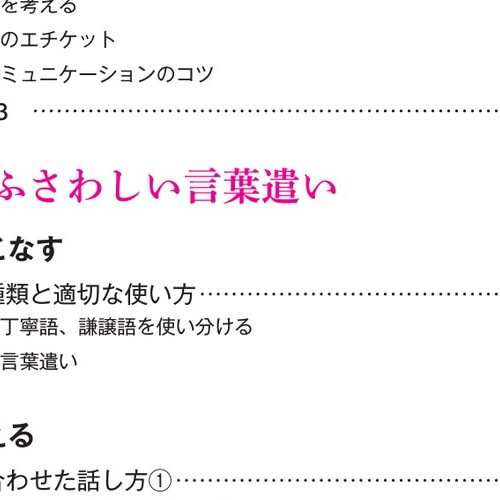 を考える
のエチケット
ミュニケーションのコツ
3 ………………………………………………
ふさわしい言葉遣い
こなす
種類と適切な使い方………………………………
丁寧語、謙譲語を使い分ける
言葉遣い
える
合わせた話し方①…………………………………